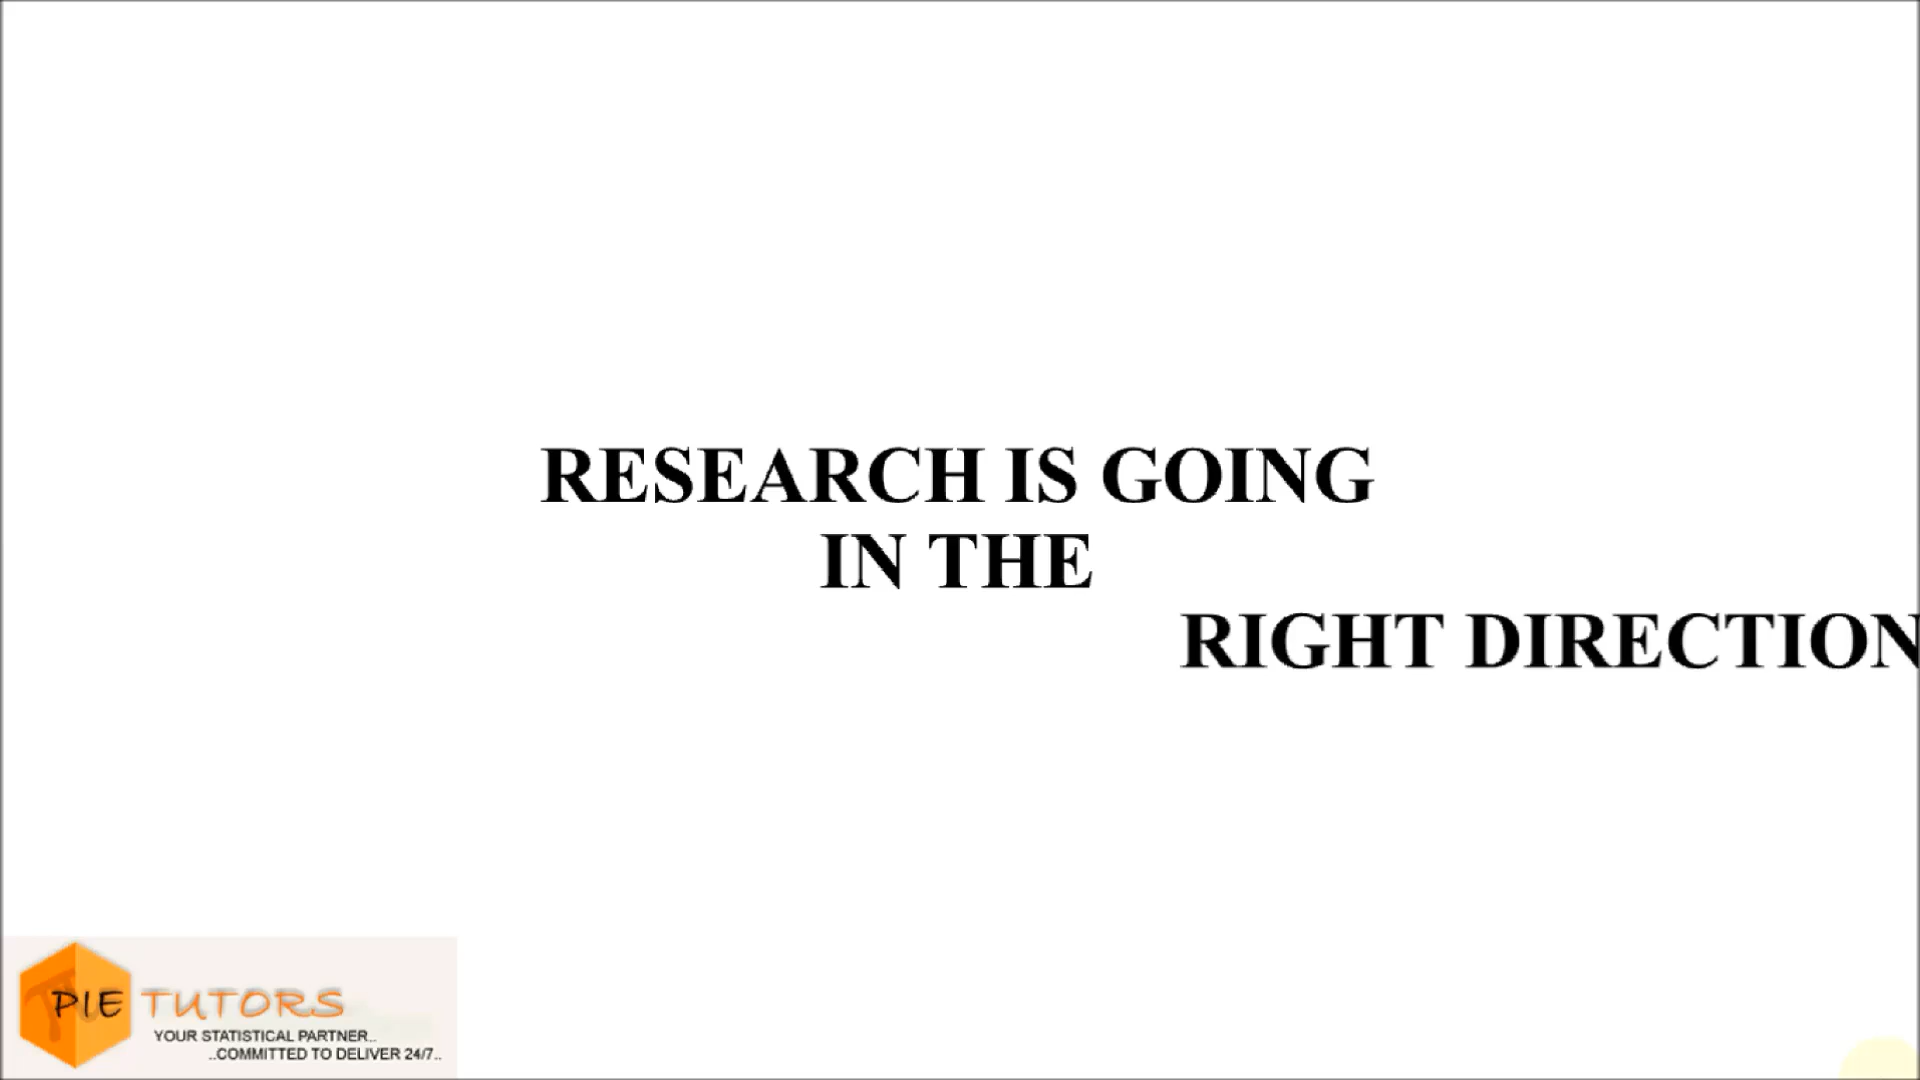 RESEARCH IS GOING
IN THE
RIGHT DIRECTION
PIE TUTORS
YOUR STATISTICAL PARTNER..
..COMMITTED TO DELIVER 24/7..